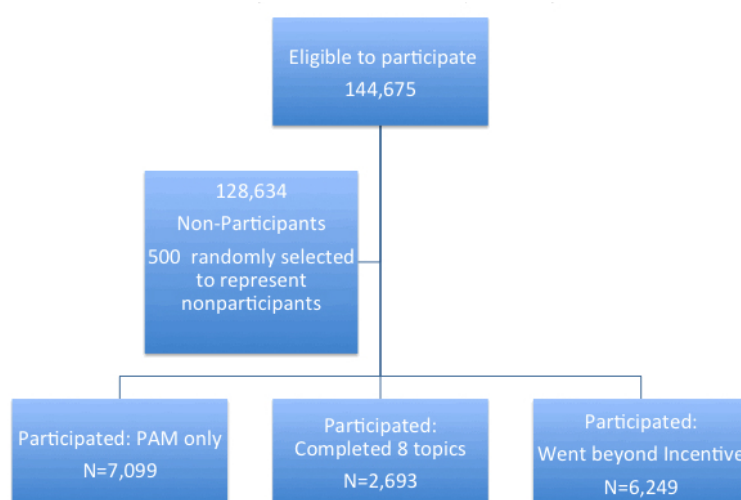 Eligible to participate
144,675
128,634
Non-Participants
500 randomly selected
to represent
nonparticipants
Participated: PAM only
N=7,099
Participated:
Completed 8 topics
N=2,693
Participated:
Went beyond Incentive
N=6,249